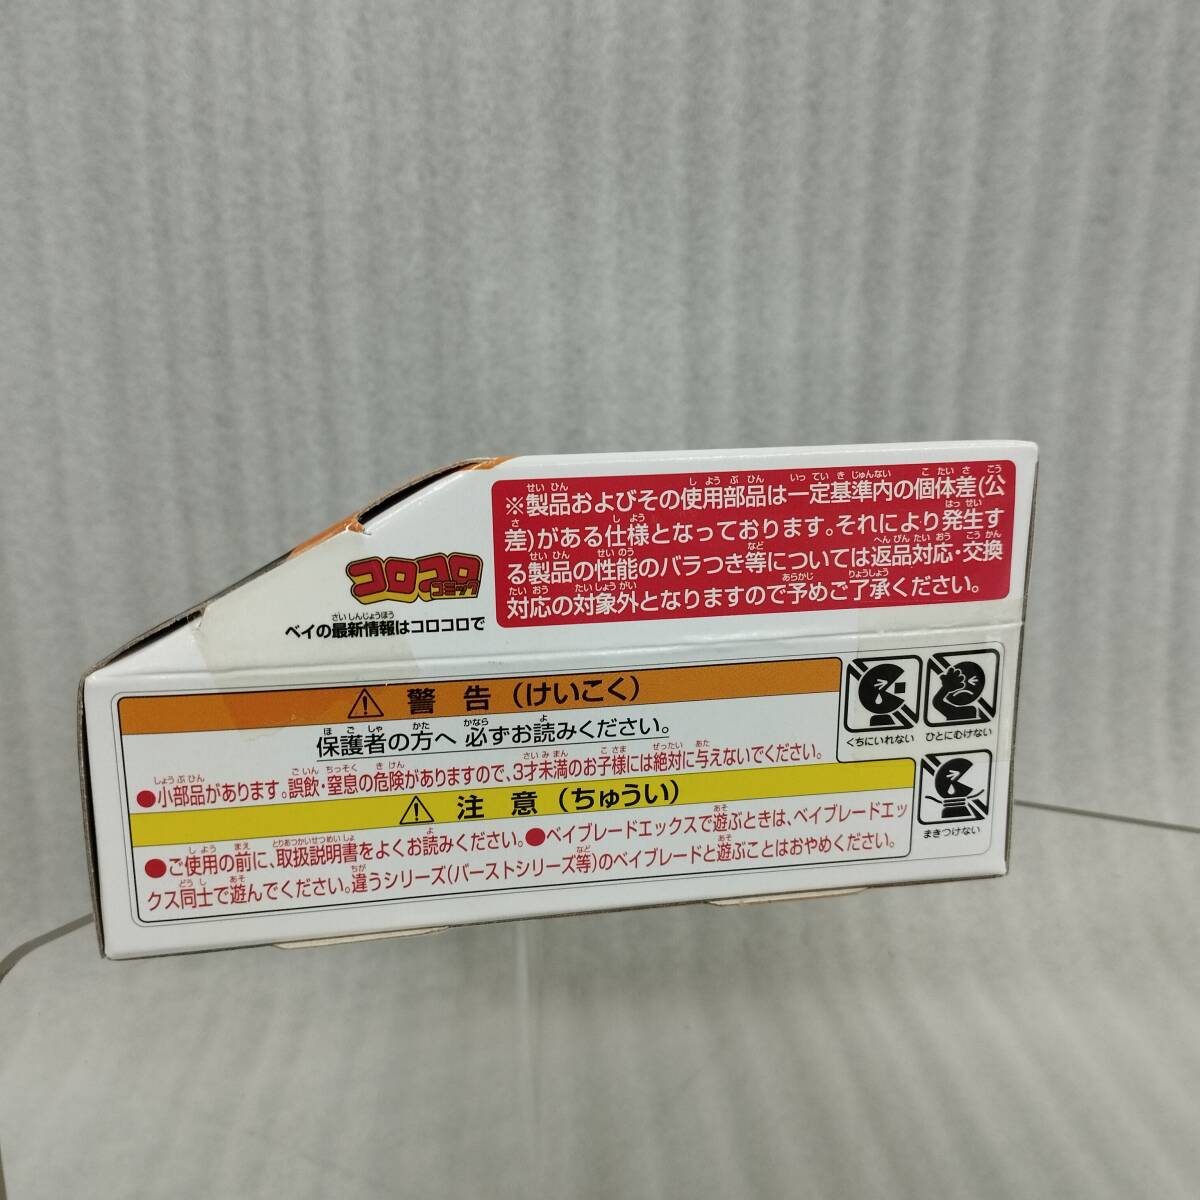 ※製品およびその使用部品は一定基準内の個体差(公
差)がある仕様となっております。それにより発生す
る製品の性能のバラつき等については返品対応・交換
対応の対象外となりますので予めご了承ください。
コロコロ
コミック
ベイの最新情報はコロコロで
⚠ 警告(けいこく)
保護者の方へ 必ずお読みください。
●小部品があります。誤飲・窒息の危険がありますので、3才未満のお子様には絶対に与えないでください。
⚠ 注意(ちゅうい)
●ご使用の前に、取扱説明書をよくお読みください。●ベイブレードエックスで遊ぶときは、ベイブレードエッ
クス同士で遊んでください。違うシリーズ(バーストシリーズ等)のベイブレードと遊ぶことはおやめください。
くちにいれない ひとにむけない
まきつけない